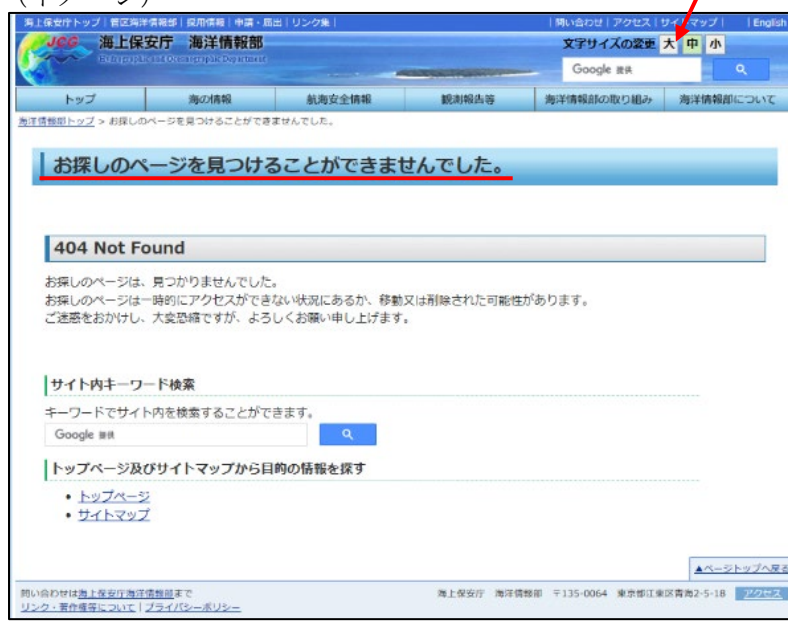 海上保安庁トップ｜管区海洋情報部｜採用情報｜申請・届出｜リンク集｜
｜問い合わせ｜アクセス｜サイトマップ｜ ｜English
JCG 海上保安庁 海洋情報部
Hydrographic and Oceanographic Department
文字サイズの変更 大 中 小
Google 提供
トップ 海の情報 航海安全情報 観測報告等 海洋情報部の取り組み 海洋情報部について
海洋情報部トップ > お探しのページを見つけることができませんでした。
お探しのページを見つけることができませんでした。
404 Not Found
お探しのページは、見つかりませんでした。
お探しのページは一時的にアクセスができない状況にあるか、移動又は削除された可能性があります。
ご迷惑をおかけし、大変恐縮ですが、よろしくお願い申し上げます。
サイト内キーワード検索
キーワードでサイト内を検索することができます。
Google 提供
トップページ及びサイトマップから目的の情報を探す
• トップページ
• サイトマップ
▲ページトップへ戻る
問い合わせは海上保安庁海洋情報部まで
海上保安庁 海洋情報部 〒135-0064 東京都江東区青海2-5-18 アクセス
リンク・著作権等について｜プライバシーポリシー